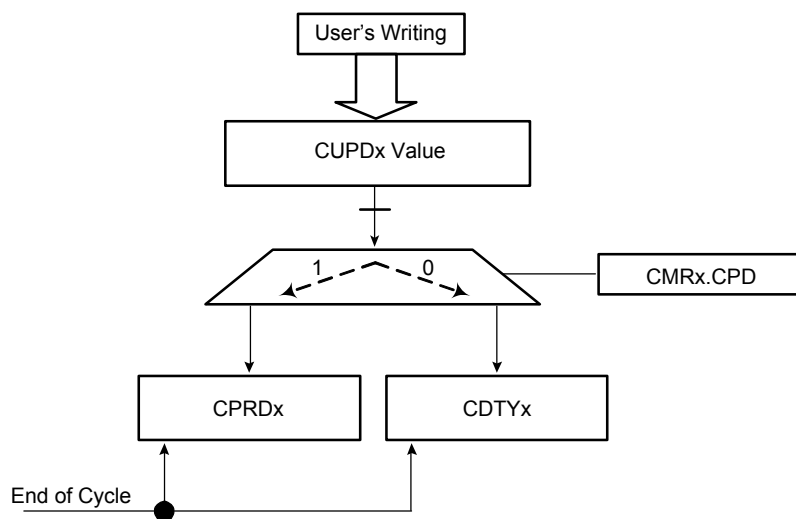 User's Writing
CUPDx Value
1
0
CMRx.CPD
CPRDx
CDTYx
End of Cycle